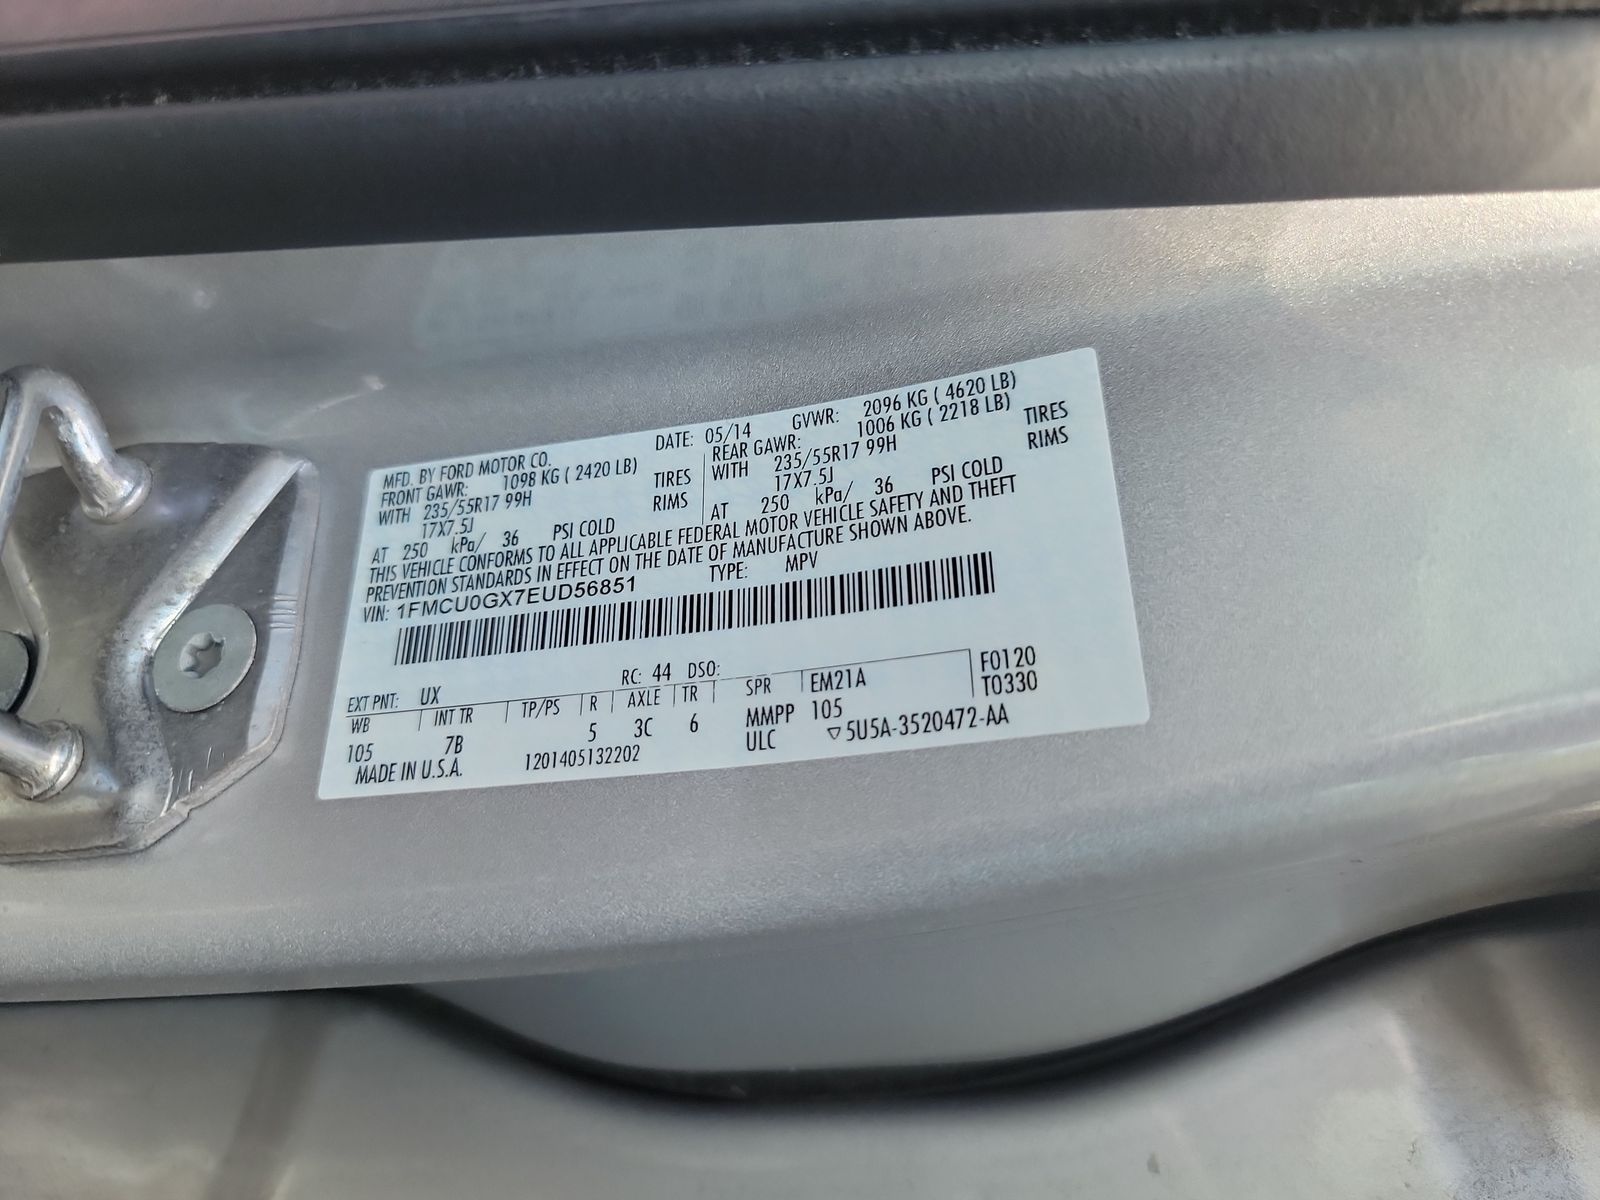 MFD. BY FORD MOTOR CO.
DATE: 05/14 GVWR: 2096 KG ( 4620 LB)
FRONT GAWR: 1098 KG ( 2420 LB) REAR GAWR: 1006 KG ( 2218 LB)
WITH 235/55R17 99H TIRES WITH 235/55R17 99H TIRES
17X7.5J RIMS 17X7.5J RIMS
AT 250 kPa/ 36 PSI COLD AT 250 kPa/ 36 PSI COLD
THIS VEHICLE CONFORMS TO ALL APPLICABLE FEDERAL MOTOR VEHICLE SAFETY AND THEFT
PREVENTION STANDARDS IN EFFECT ON THE DATE OF MANUFACTURE SHOWN ABOVE.
VIN: 1FMCU0GX7EUD56851 TYPE: MPV
EXT PNT: UX RC: 44 DSO:
WB INT TR TP/PS R AXLE TR SPR EM21A F0120
105 7B 5 3C 6 MMPP 105 T0330
MADE IN U.S.A. 1201405132202 ULC ▽5U5A-3520472-AA